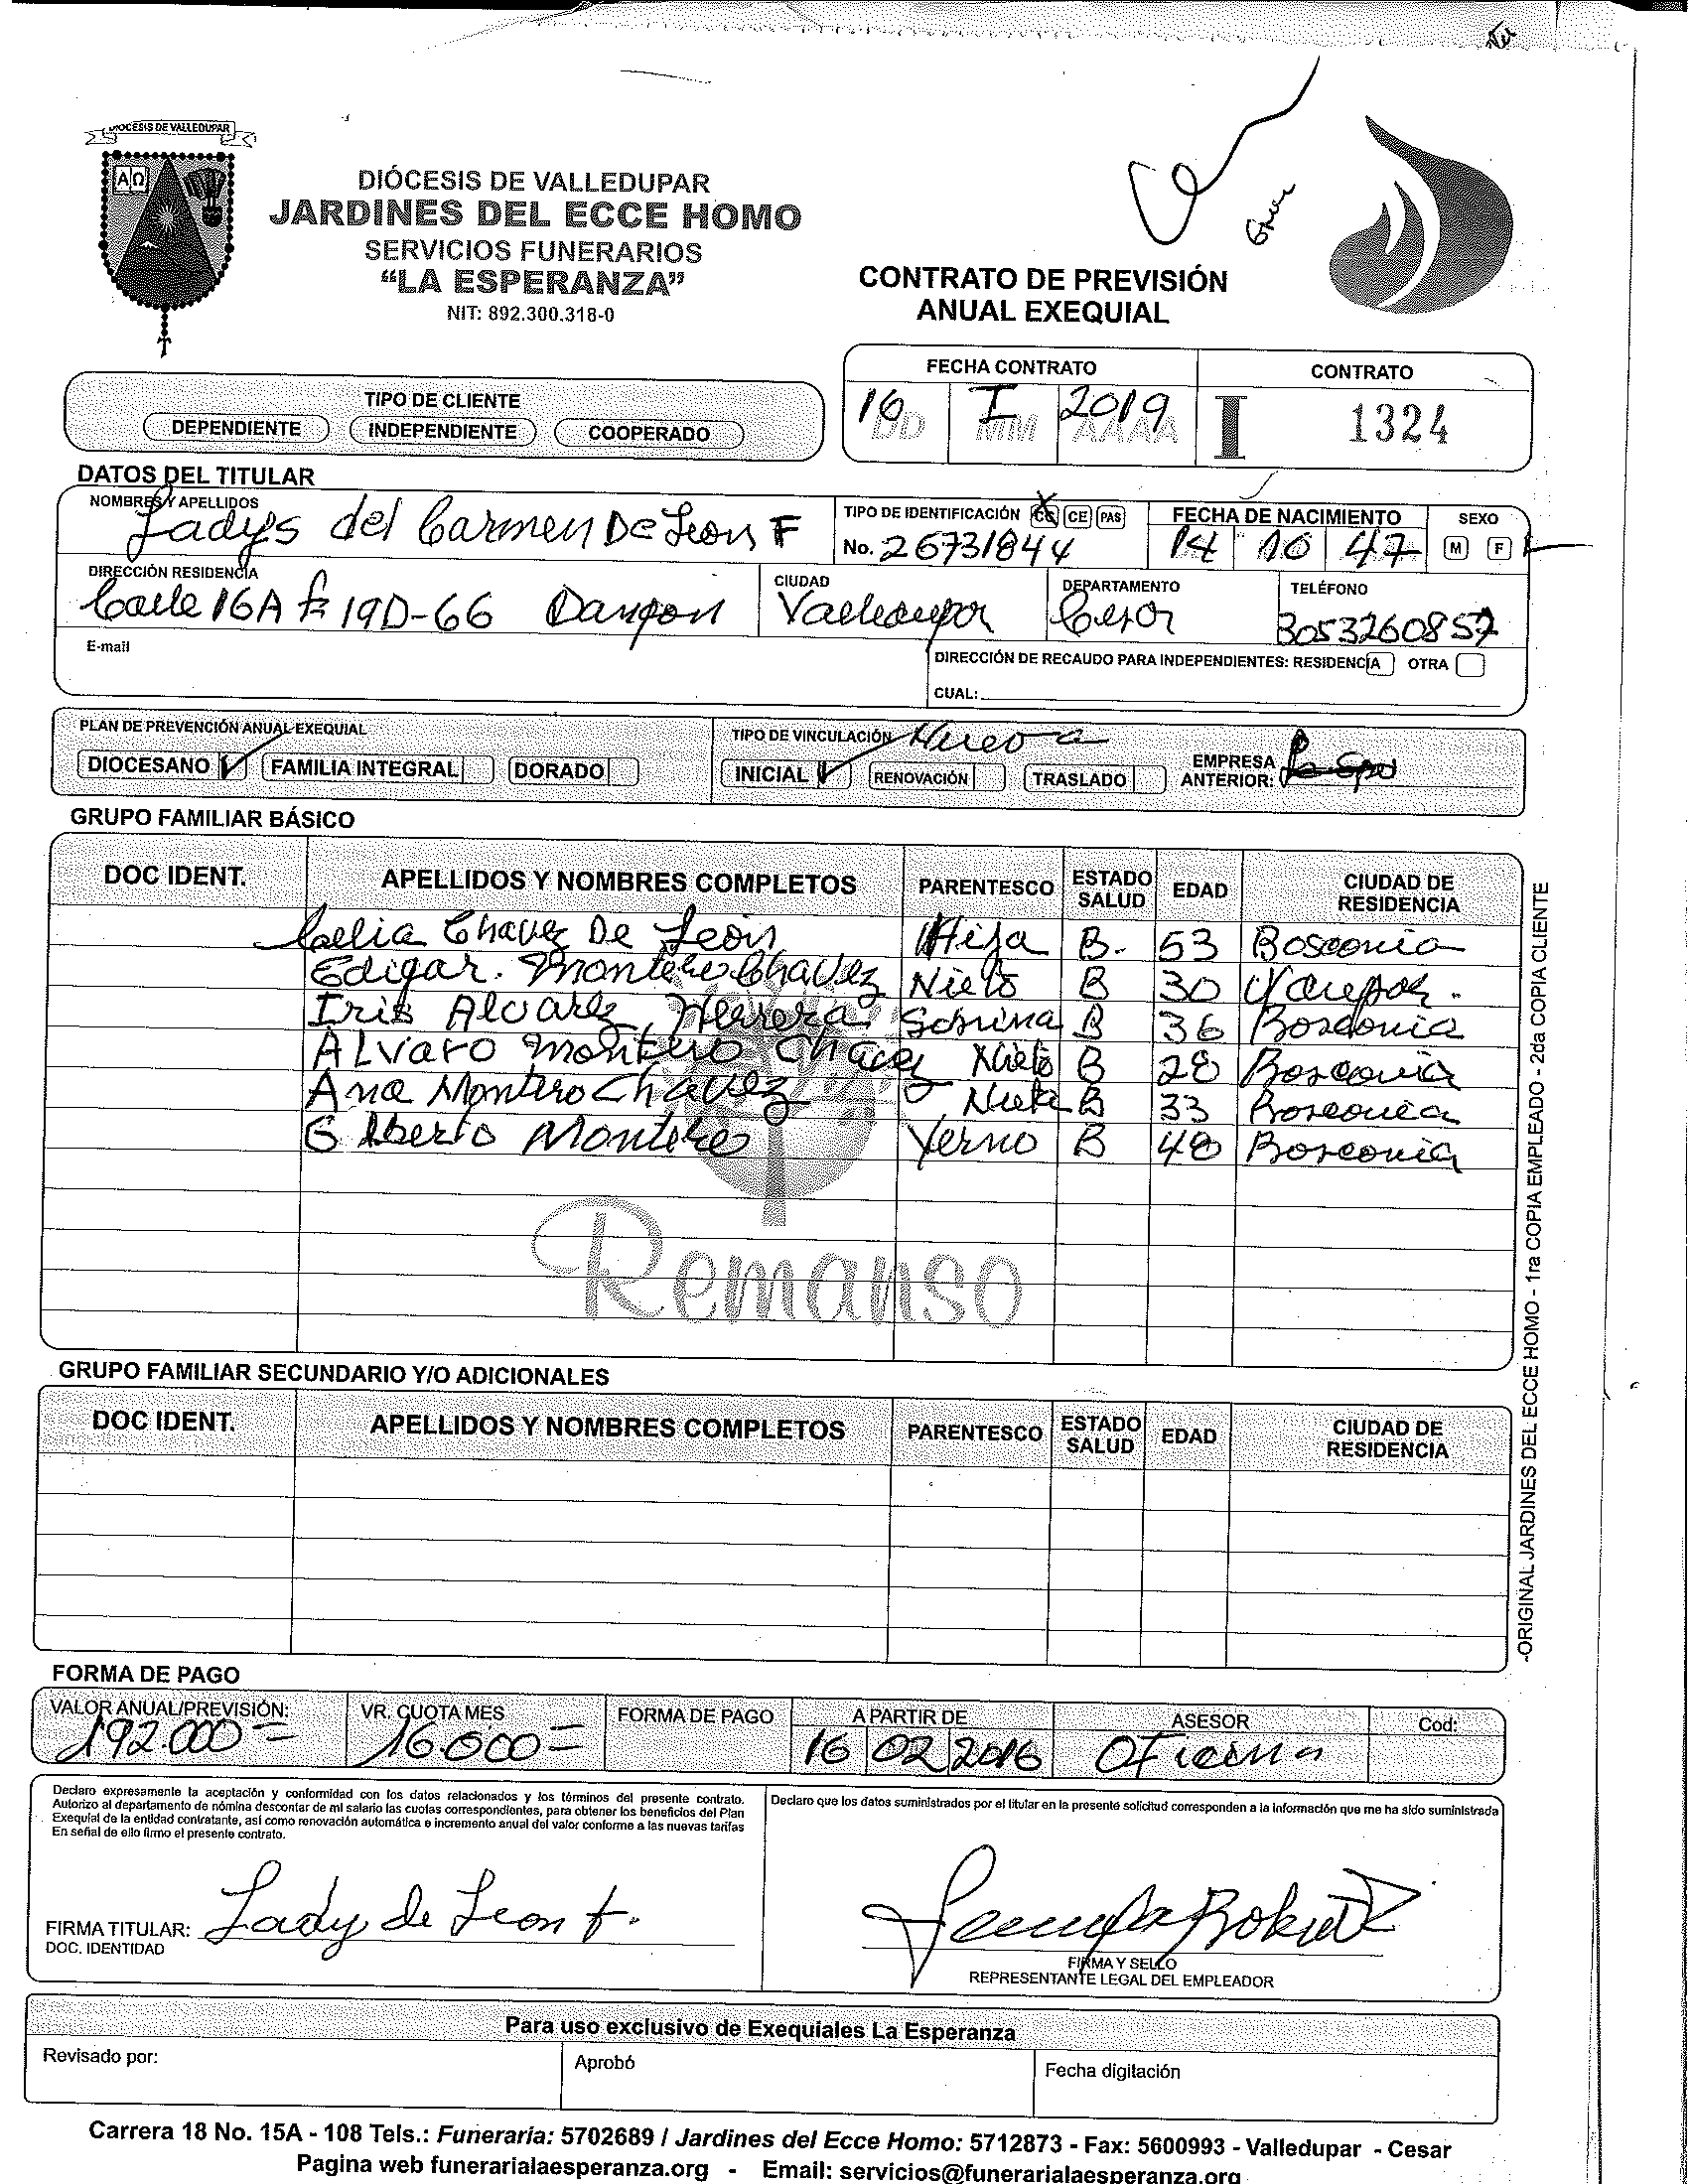 DIÓCESIS DE VALLEDUPAR
ΑΩ
DIÓCESIS DE VALLEDUPAR
JARDINES DEL ECCE HOMO
SERVICIOS FUNERARIOS
“LA ESPERANZA”
NIT: 892.300.318-0
CONTRATO DE PREVISIÓN
ANUAL EXEQUIAL
FECHA CONTRATO CONTRATO
16 I 2019 I 1324
DD MM AAAA
TIPO DE CLIENTE
DEPENDIENTE INDEPENDIENTE COOPERADO
DATOS DEL TITULAR
NOMBRES Y APELLIDOS TIPO DE IDENTIFICACIÓN CC CE PAS FECHA DE NACIMIENTO SEXO
Ladys del Carmen De Leon F No. 26731844 14 10 47 M F
DIRECCIÓN RESIDENCIA CIUDAD DEPARTAMENTO TELÉFONO
Calle 16A 19D-66 Valledupar Cesar 3053260857
E-mail
DIRECCIÓN DE RECAUDO PARA INDEPENDIENTES: RESIDENCIA OTRA
CUAL:
PLAN DE PREVENCIÓN ANUAL EXEQUIAL TIPO DE VINCULACIÓN Nueva
DIOCESANO FAMILIA INTEGRAL DORADO INICIAL RENOVACIÓN TRASLADO EMPRESA ANTERIOR:
GRUPO FAMILIAR BÁSICO
DOC IDENT. APELLIDOS Y NOMBRES COMPLETOS PARENTESCO ESTADO SALUD EDAD CIUDAD DE RESIDENCIA
Celia Chavez De León Hija B. 53 Bosconia
Edigar. Montero Chavez Nieto B 30 V/dupar.
Iris Alvarez Herrera Sobrina B 36 Bosconia
Alvaro Montero Chavez Nieto B 28 Bosconia
Ana Montero Chavez Nieta B 33 Bosconia
Gilberto Montero Yerno B 48 Bosconia
Remanso
GRUPO FAMILIAR SECUNDARIO Y/O ADICIONALES
DOC IDENT. APELLIDOS Y NOMBRES COMPLETOS PARENTESCO ESTADO SALUD EDAD CIUDAD DE RESIDENCIA
-ORIGINAL JARDINES DEL ECCE HOMO - 1ra COPIA EMPLEADO - 2da COPIA CLIENTE
FORMA DE PAGO
VALOR ANUAL/PREVISIÓN: VR. CUOTA MES FORMA DE PAGO A PARTIR DE ASESOR Cod:
192.000= 16.000= 16 02 2016 Oficina
Declaro expresamente la aceptación y conformidad con los datos relacionados y los términos del presente contrato.
Autorizo al departamento de nómina descontar de mi salario las cuotas correspondientes, para obtener los beneficios del Plan
Exequial de la entidad contratante, así como renovación automática e incremento anual del valor conforme a las nuevas tarifas
En señal de ello firmo el presente contrato.
Declaro que los datos suministrados por el titular en la presente solicitud corresponden a la información que me ha sido suministrada
FIRMA TITULAR: Lady de Leon f.
DOC. IDENTIDAD
FIRMA Y SELLO
REPRESENTANTE LEGAL DEL EMPLEADOR
Para uso exclusivo de Exequiales La Esperanza
Revisado por: Aprobó Fecha digitación
Carrera 18 No. 15A - 108 Tels.: Funeraria: 5702689 / Jardines del Ecce Homo: 5712873 - Fax: 5600993 - Valledupar - Cesar
Pagina web funerarialaesperanza.org - Email: servicios@funerarialaesperanza.org